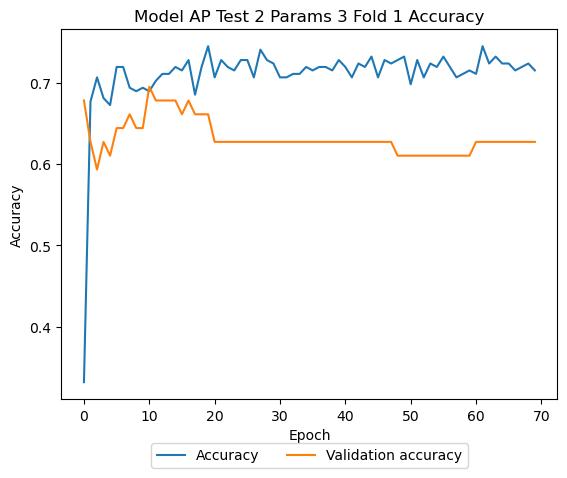 Model AP Test 2 Params 3 Fold 1 Accuracy
0.7
0.6
0.5
0.4
Accuracy
0 10 20 30 40 50 60 70
Epoch
Accuracy Validation accuracy